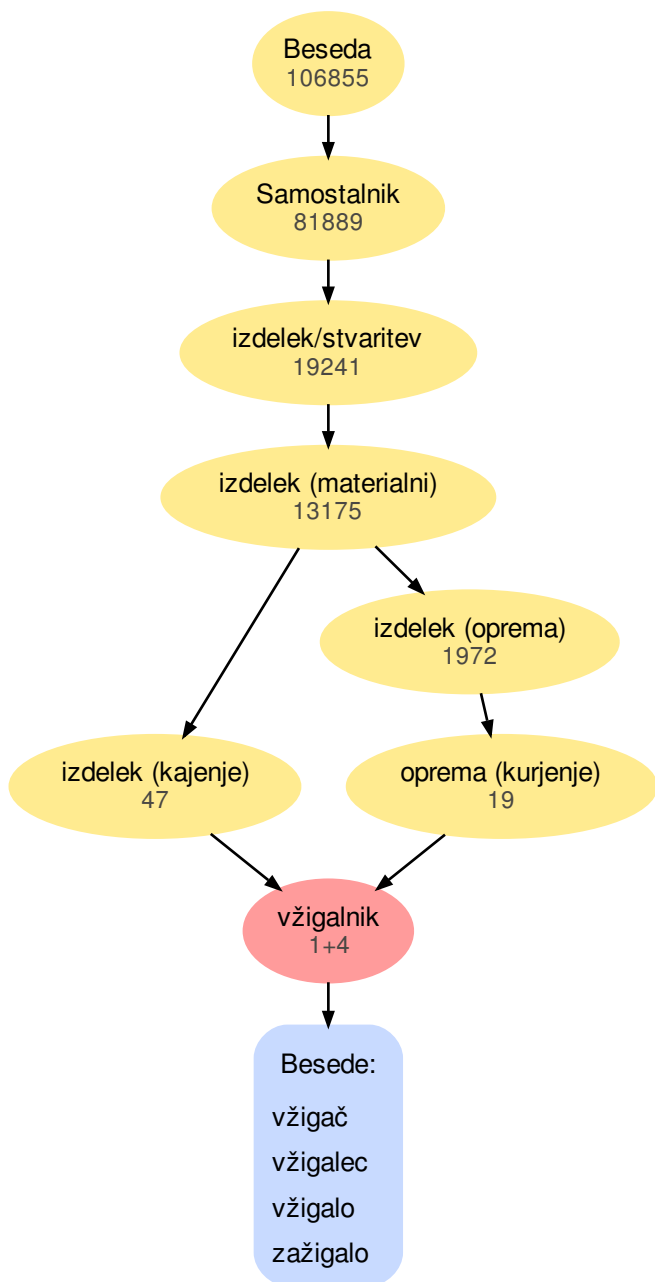 Beseda
106855
Samostalnik
81889
izdelek/stvaritev
19241
izdelek (materialni)
13175
izdelek (oprema)
1972
izdelek (kajenje)
47
oprema (kurjenje)
19
vžigalnik
1+4
Besede:
vžigač
vžigalec
vžigalo
zažigalo